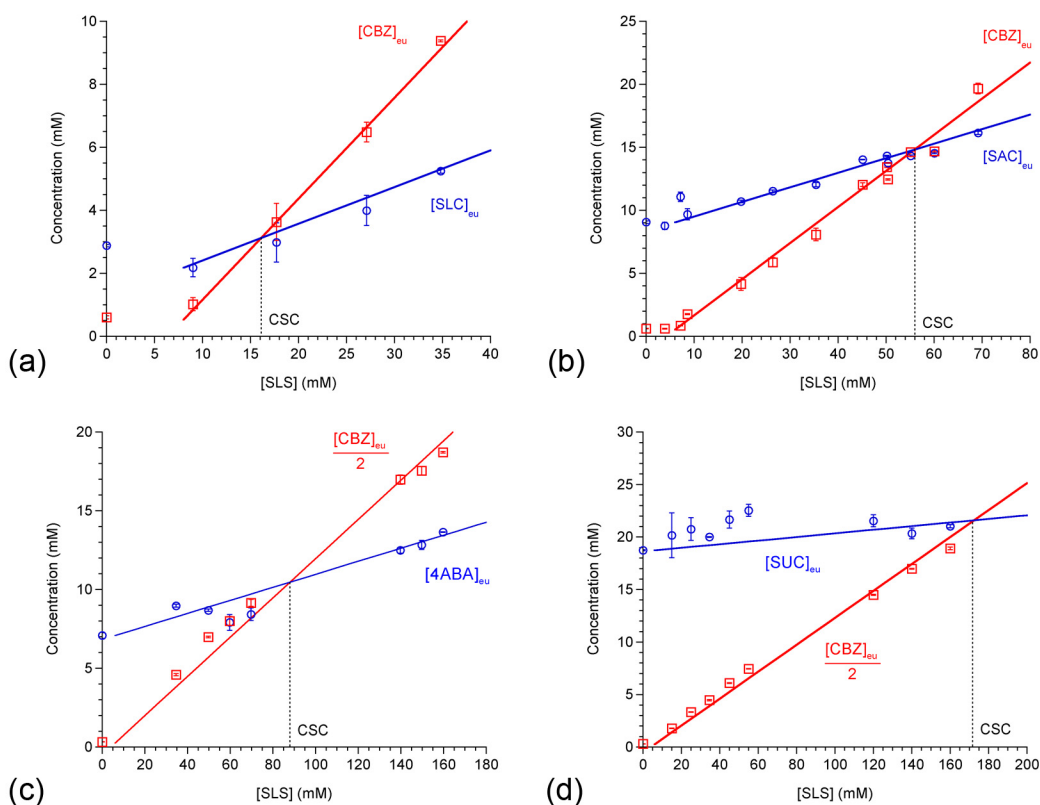 (a)
10
8
6
4
2
0
Concentration (mM)
[CBZ]eu
[SLC]eu
CSC
0 5 10 15 20 25 30 35 40
[SLS] (mM)
(b)
25
20
15
10
5
0
Concentration (mM)
[CBZ]eu
[SAC]eu
CSC
0 10 20 30 40 50 60 70 80
[SLS] (mM)
(c)
20
15
10
5
0
Concentration (mM)
[CBZ]eu
2
[4ABA]eu
CSC
0 20 40 60 80 100 120 140 160 180
[SLS] (mM)
(d)
30
25
20
15
10
5
0
Concentration (mM)
[SUC]eu
[CBZ]eu
2
CSC
0 20 40 60 80 100 120 140 160 180 200
[SLS] (mM)